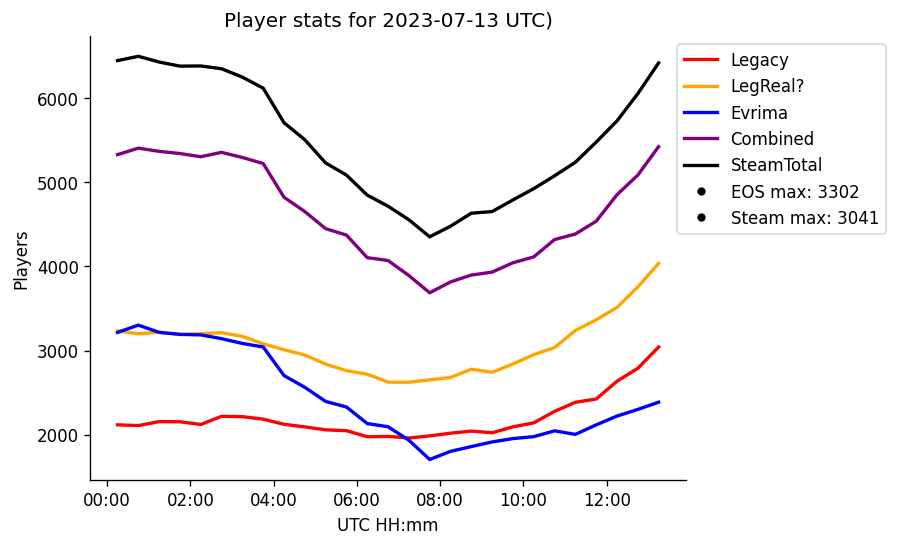 Player stats for 2023-07-13 UTC)
Legacy
LegReal?
Evrima
Combined
SteamTotal
EOS max: 3302
Steam max: 3041
6000
5000
4000
3000
2000
Players
00:00 02:00 04:00 06:00 08:00 10:00 12:00
UTC HH:mm